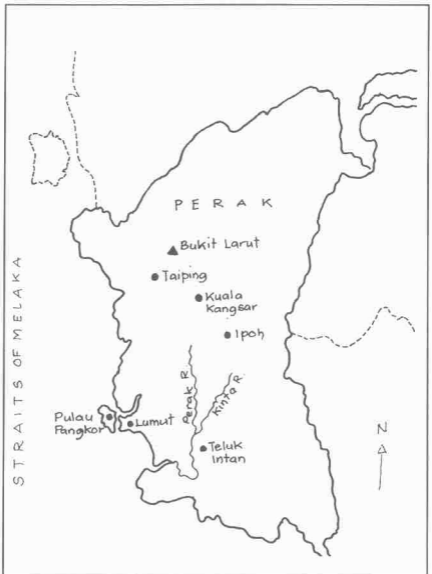 PERAK
Bukit Larut
Taiping
Kuala
Kangsar
Ipoh
STRAITS OF MELAKA
Perak R.
Kinta R.
Pulau
Pangkor
Lumut
Teluk
Intan
N